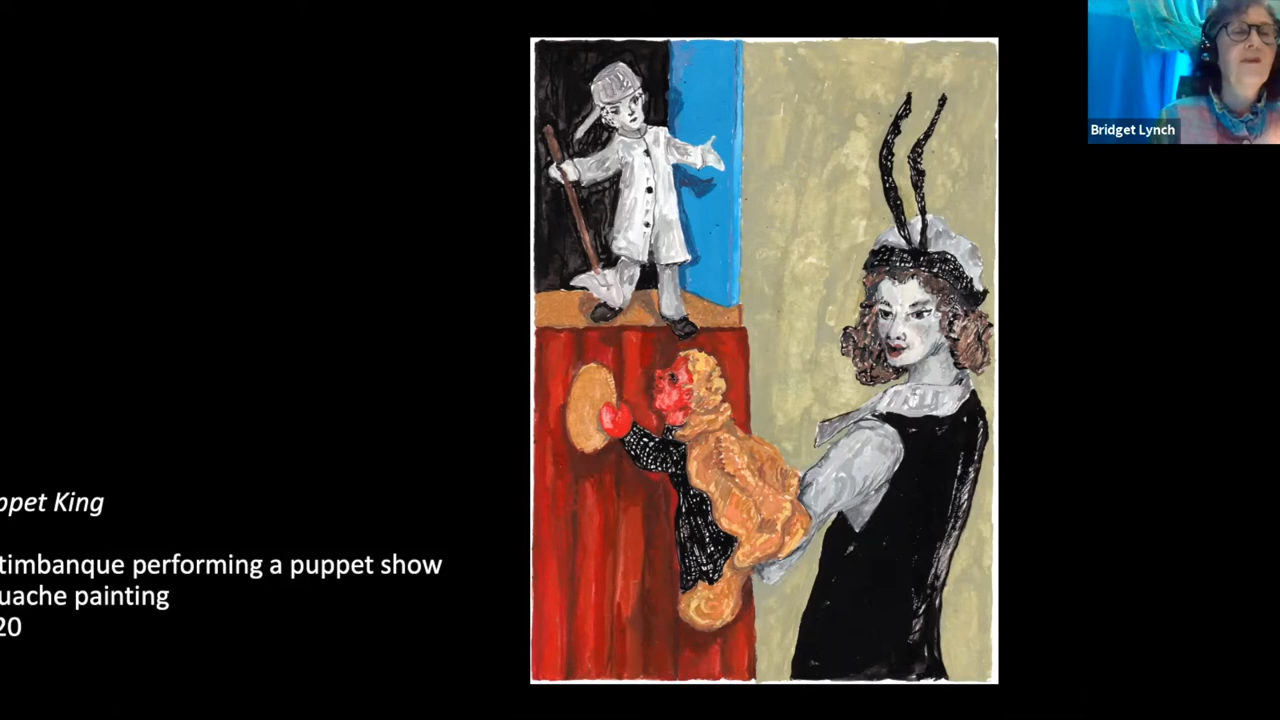 ppet King
timbanque performing a puppet show
uache painting
20
Bridget Lynch